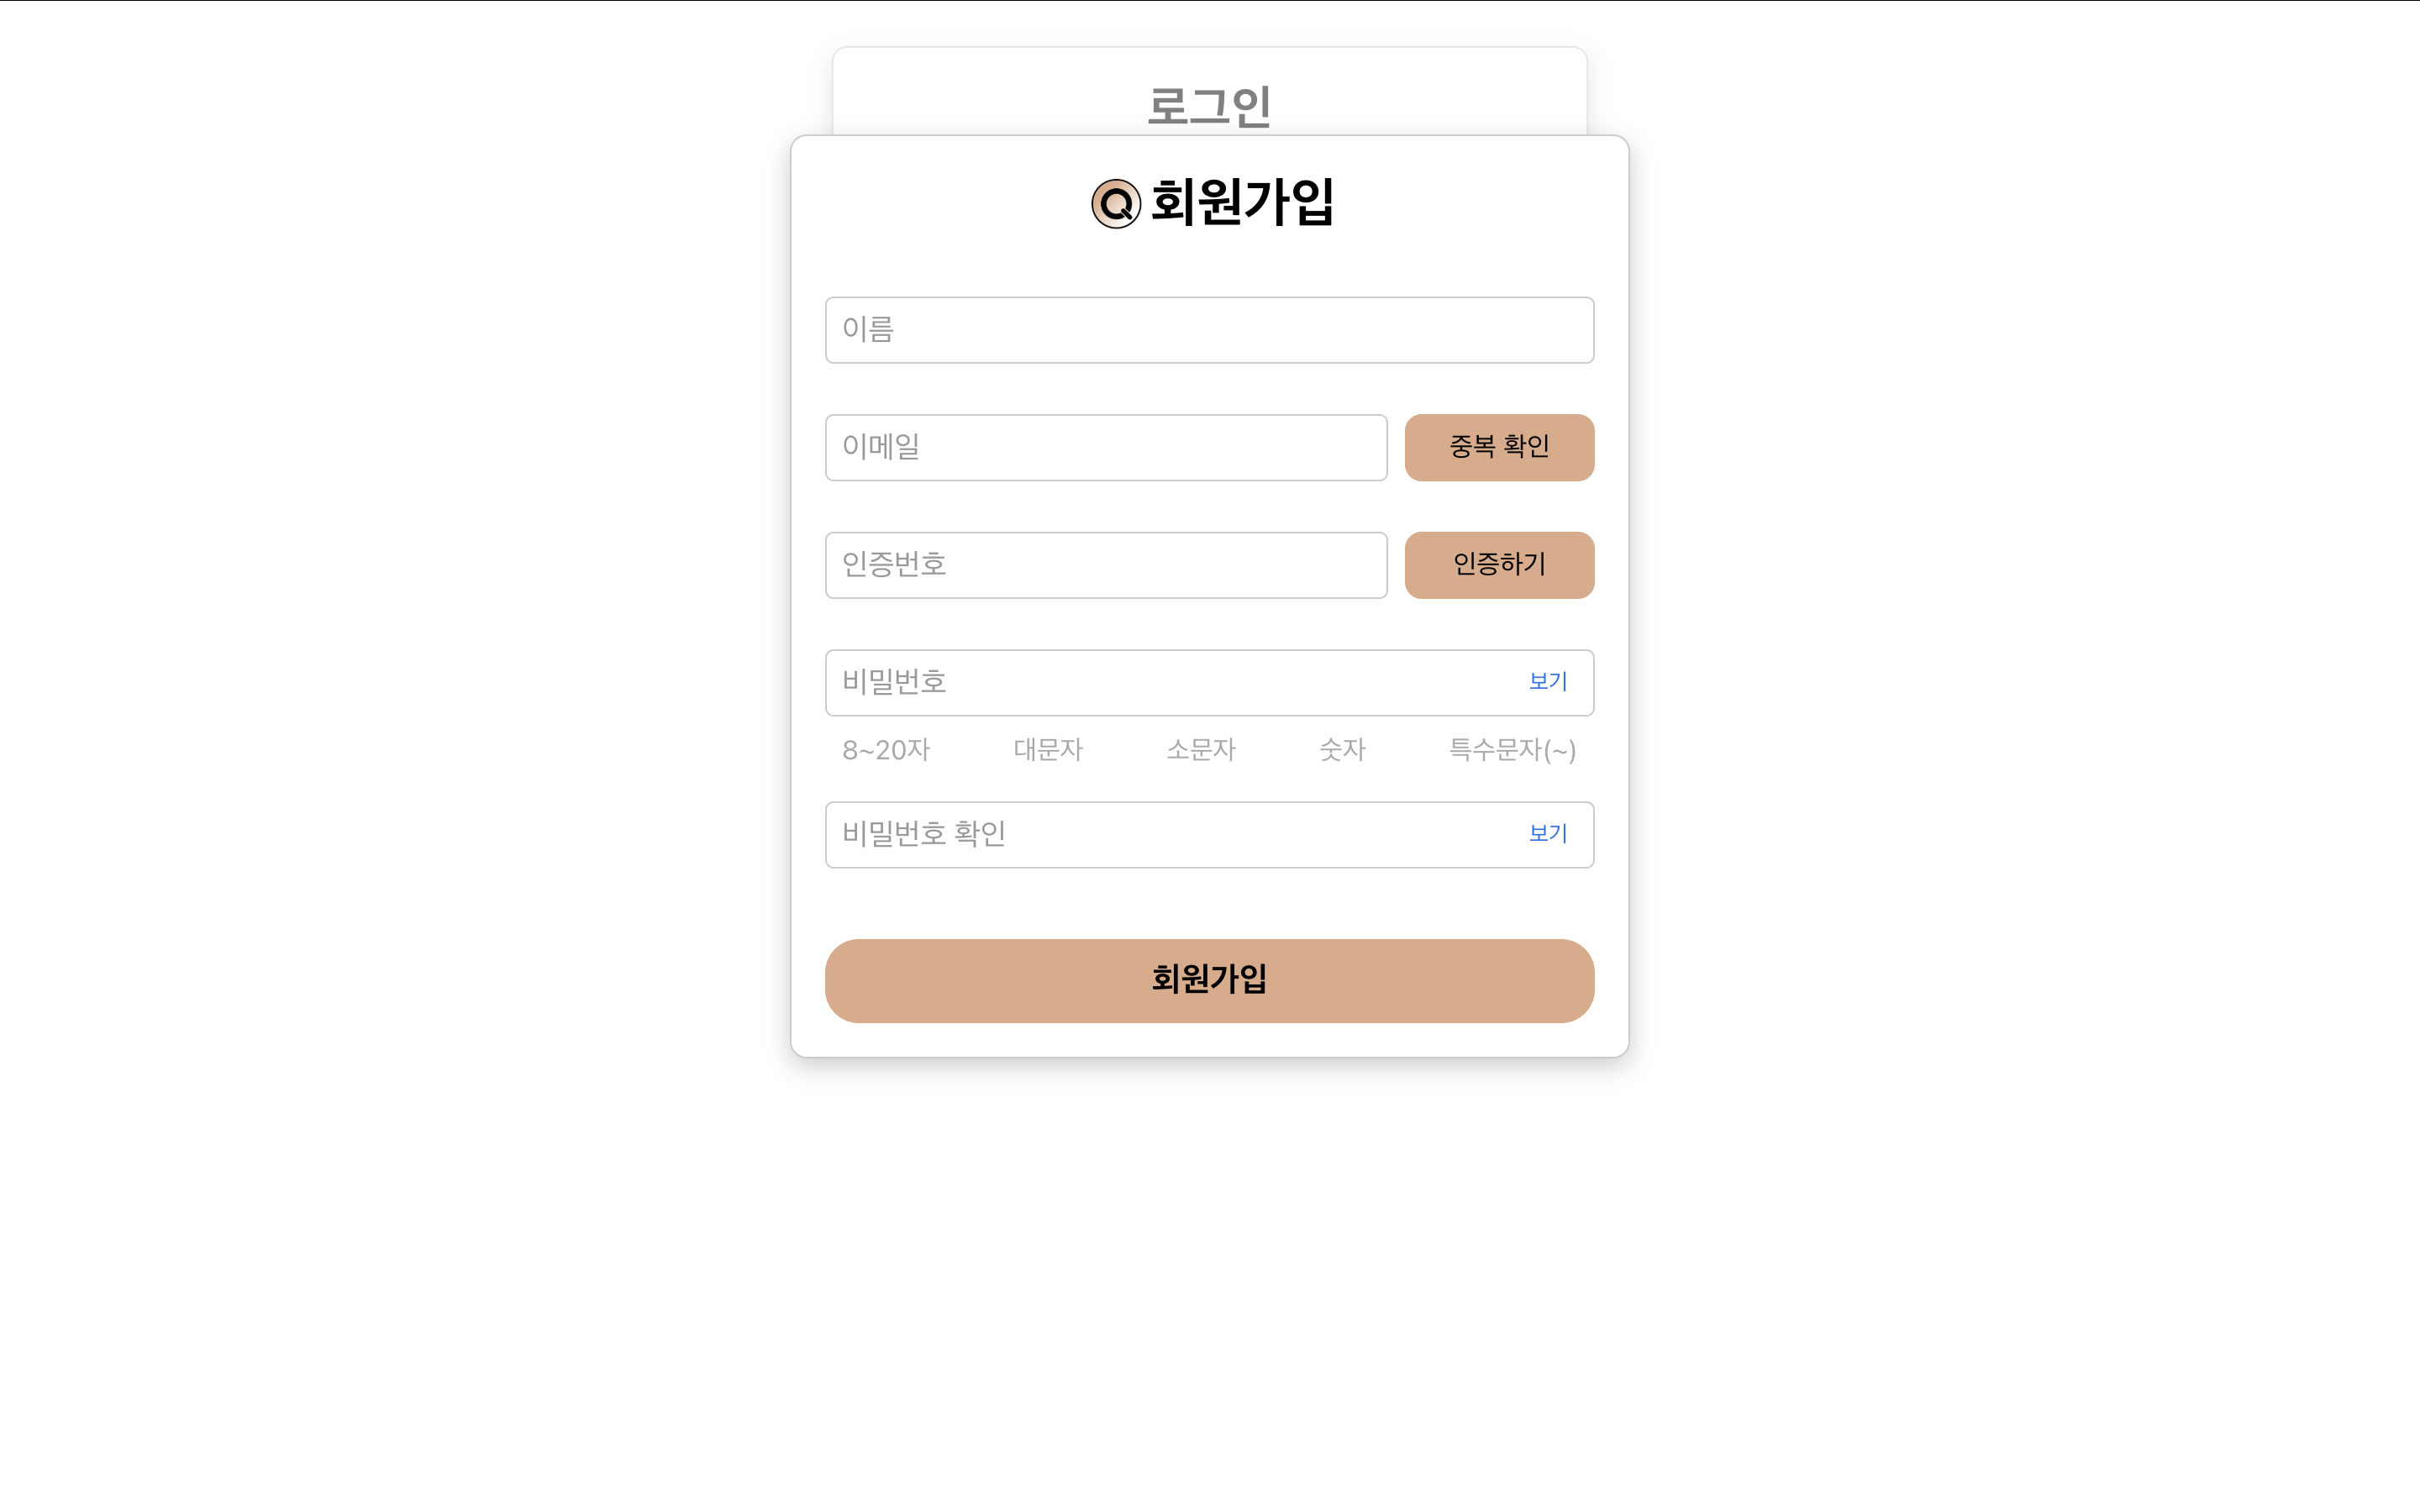 로그인
Q 회원가입
이름
이메일 중복 확인
인증번호 인증하기
비밀번호 보기
8~20자 대문자 소문자 숫자 특수문자(~)
비밀번호 확인 보기
회원가입